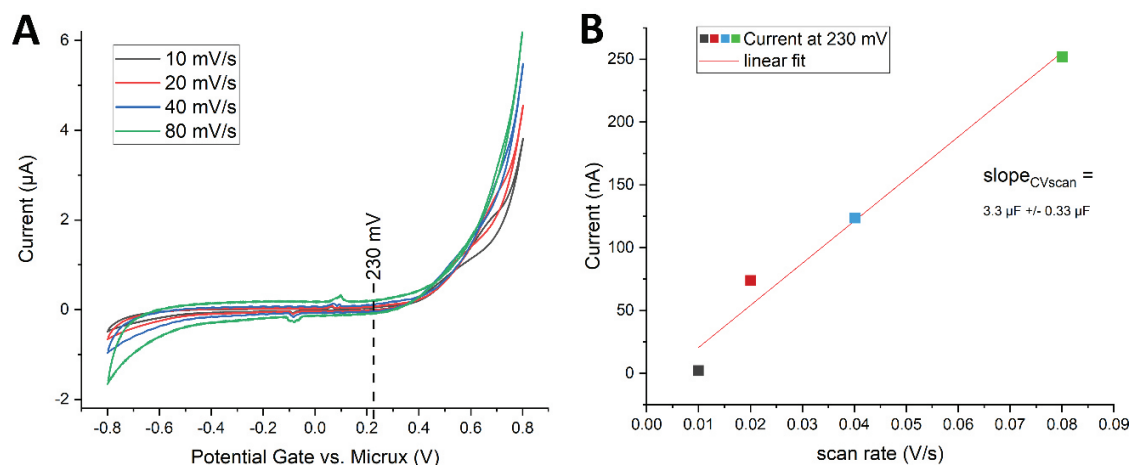 A
6
4
2
0
-2
Current (µA)
10 mV/s
20 mV/s
40 mV/s
80 mV/s
230 mV
-0.8 -0.6 -0.4 -0.2 0.0 0.2 0.4 0.6 0.8
Potential Gate vs. Micrux (V)
B
250
200
150
100
50
0
Current (nA)
Current at 230 mV
linear fit
slopeCVscan =
3.3 µF +/- 0.33 µF
0.00 0.01 0.02 0.03 0.04 0.05 0.06 0.07 0.08 0.09
scan rate (V/s)